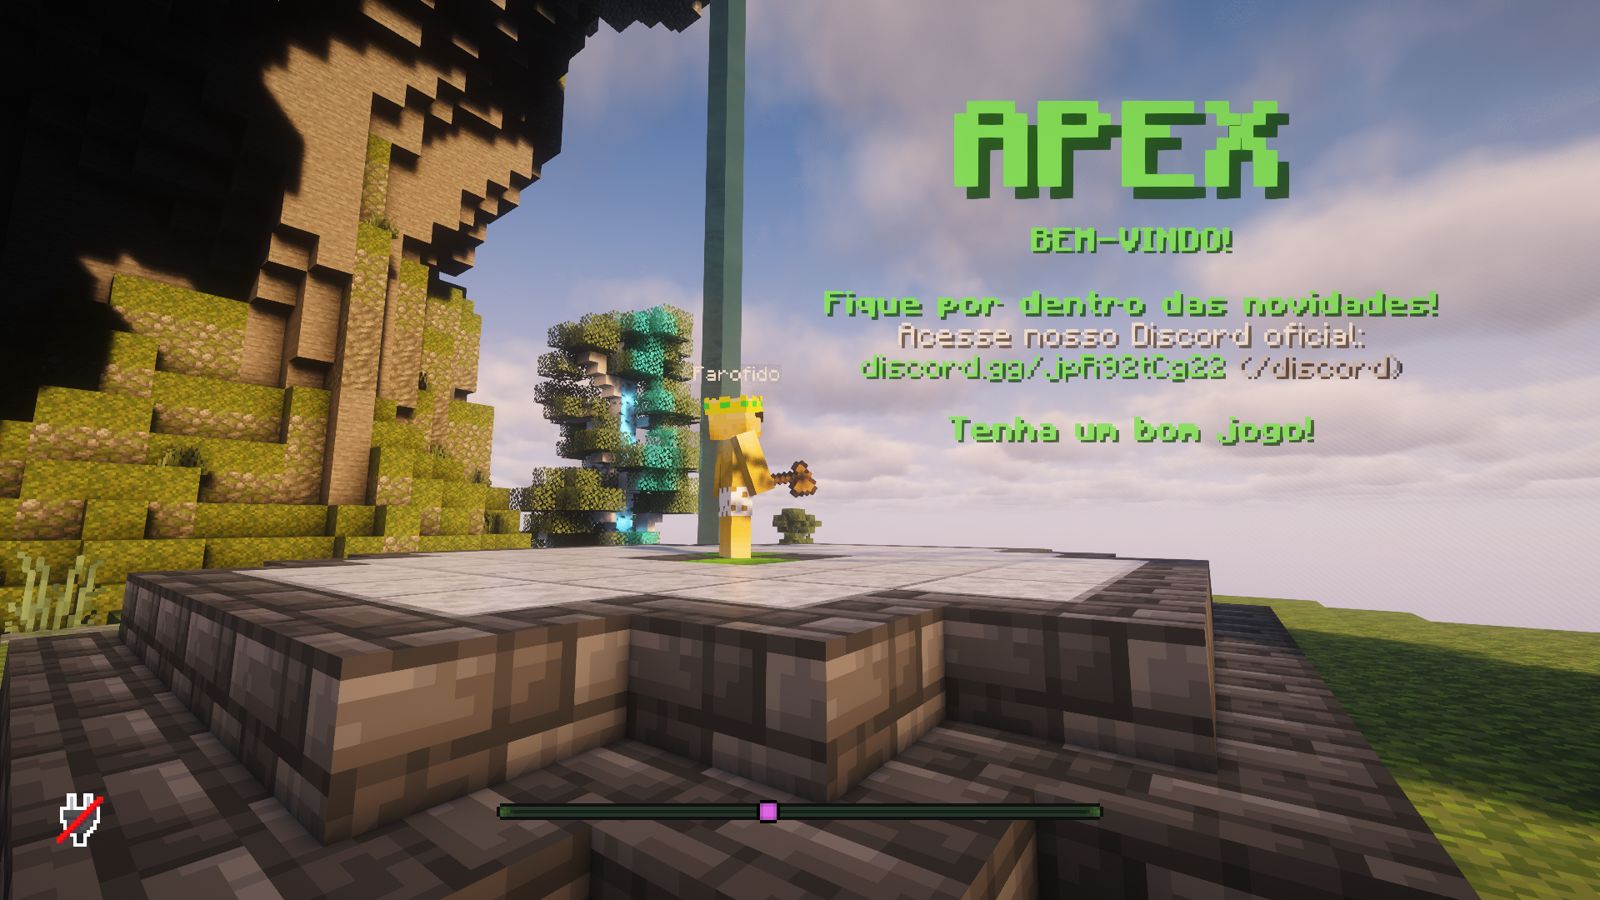 APEX
BEM-VINDO!
Fique por dentro das novidades!
Acesse nosso Discord oficial:
discord.gg/jpR92tCg22 (/discord)
Farofido
Tenha um bom jogo!